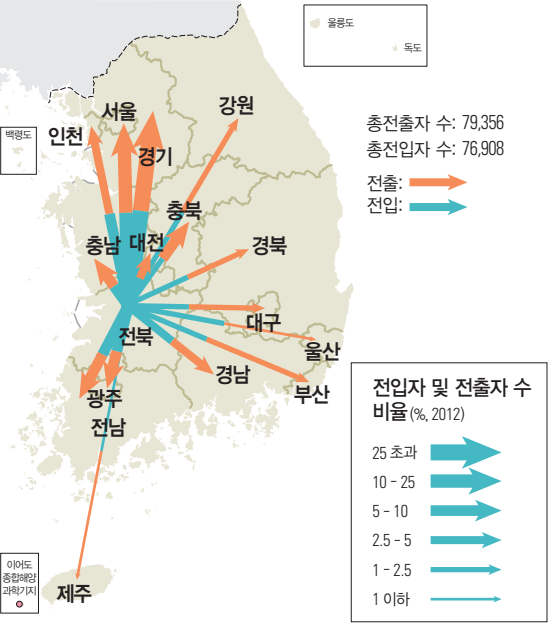 울릉도
독도
백령도
서울
인천
강원
경기
총전출자 수: 79,356
총전입자 수: 76,908
전출:
전입:
충북
충남
대전
경북
대구
전북
울산
경남
부산
광주
전남
제주
이어도
종합해양
과학기지
전입자 및 전출자 수
비율(%, 2012)
25 초과
10 - 25
5 - 10
2.5 - 5
1 - 2.5
1 이하